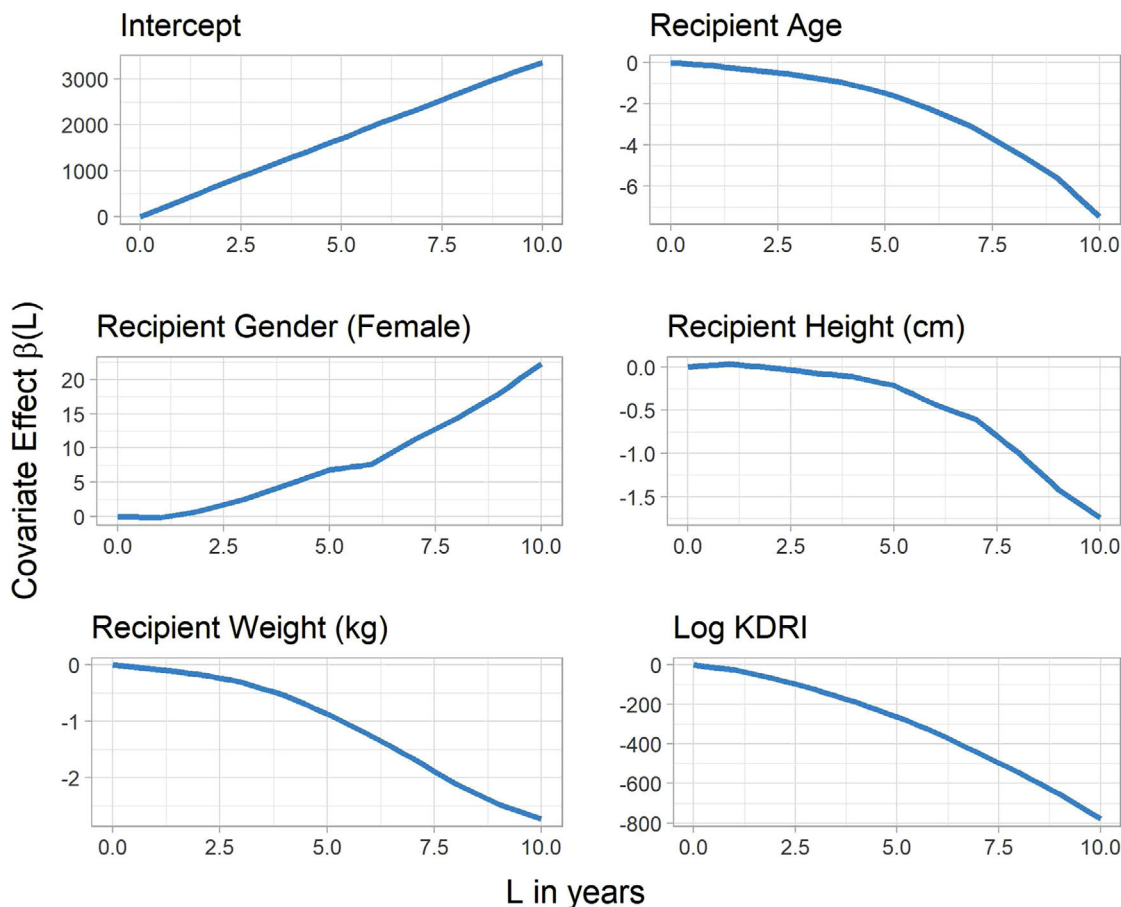 Intercept
3000
2000
1000
0
0.0 2.5 5.0 7.5 10.0
Recipient Age
0
-2
-4
-6
0.0 2.5 5.0 7.5 10.0
Covariate Effect β(L)
Recipient Gender (Female)
20
15
10
5
0
0.0 2.5 5.0 7.5 10.0
Recipient Height (cm)
0.0
-0.5
-1.0
-1.5
0.0 2.5 5.0 7.5 10.0
Recipient Weight (kg)
0
-1
-2
0.0 2.5 5.0 7.5 10.0
Log KDRI
0
-200
-400
-600
-800
0.0 2.5 5.0 7.5 10.0
L in years